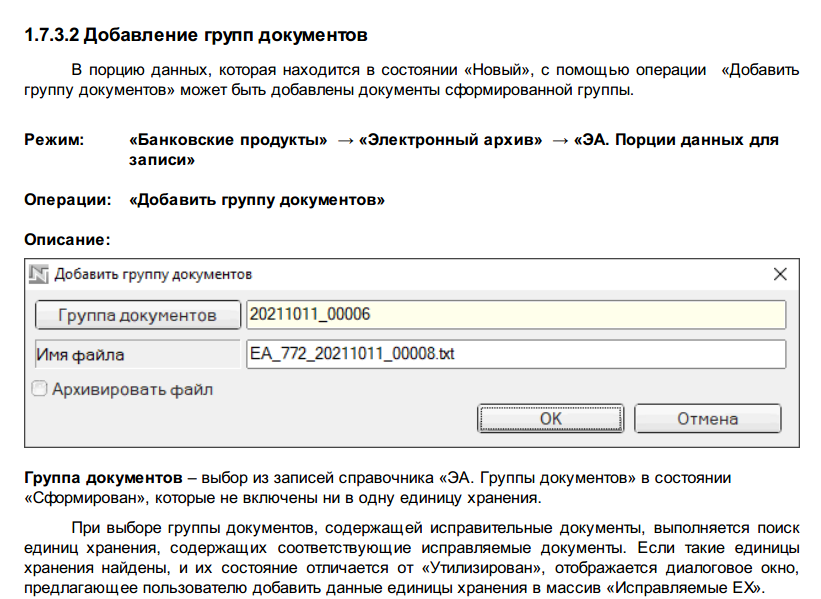 1.7.3.2 Добавление групп документов
В порцию данных, которая находится в состоянии «Новый», с помощью операции «Добавить
группу документов» может быть добавлены документы сформированной группы.
Режим: «Банковские продукты» → «Электронный архив» → «ЭА. Порции данных для
записи»
Операции: «Добавить группу документов»
Описание:
Добавить группу документов
Группа документов 20211011_00006
Имя файла EA_772_20211011_00008.txt
Архивировать файл
OK Отмена
Группа документов – выбор из записей справочника «ЭА. Группы документов» в состоянии
«Сформирован», которые не включены ни в одну единицу хранения.
При выборе группы документов, содержащей исправительные документы, выполняется поиск
единиц хранения, содержащих соответствующие исправляемые документы. Если такие единицы
хранения найдены, и их состояние отличается от «Утилизирован», отображается диалоговое окно,
предлагающее пользователю добавить данные единицы хранения в массив «Исправляемые ЕХ».